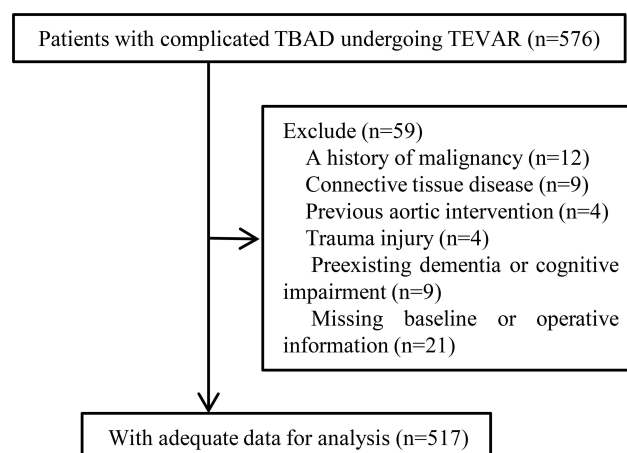 Patients with complicated TBAD undergoing TEVAR (n=576)
Exclude (n=59)
A history of malignancy (n=12)
Connective tissue disease (n=9)
Previous aortic intervention (n=4)
Trauma injury (n=4)
Preexisting dementia or cognitive
impairment (n=9)
Missing baseline or operative
information (n=21)
With adequate data for analysis (n=517)